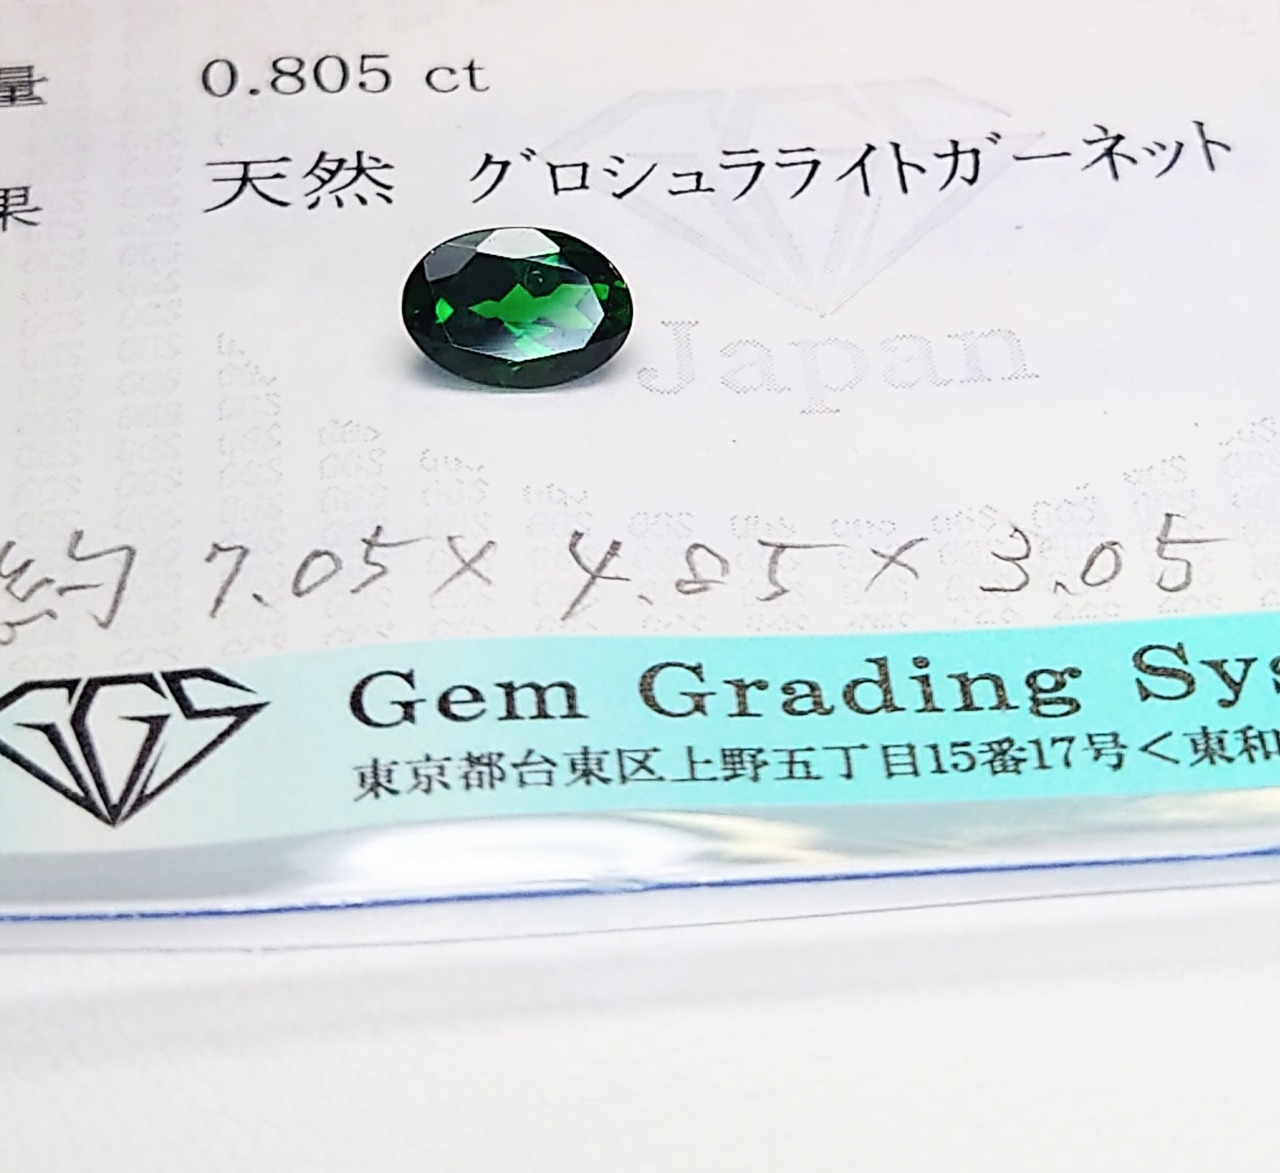 量 0.805 ct
果 天然 グロシュラライトガーネット
Japan
約 7.05 × 4.85 × 3.05
GGS Gem Grading Sys
東京都台東区上野五丁目15番17号＜東和